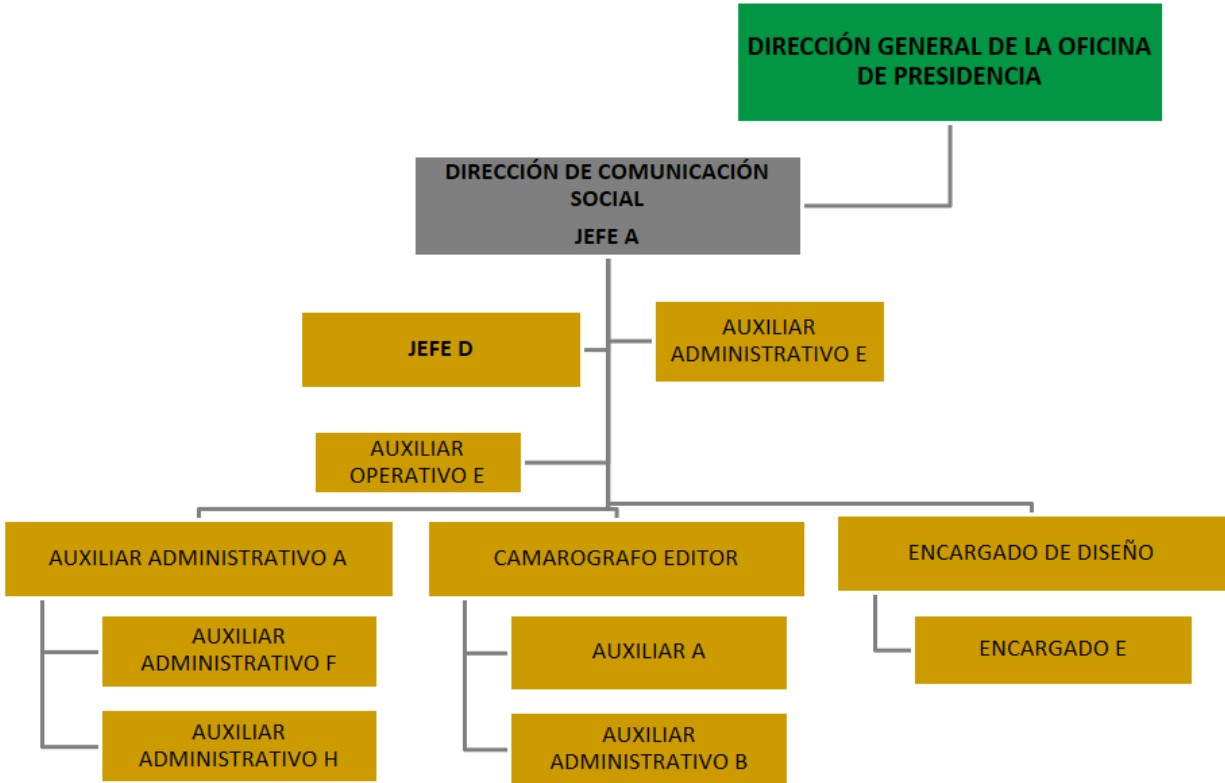 DIRECCIÓN GENERAL DE LA OFICINA
DE PRESIDENCIA
DIRECCIÓN DE COMUNICACIÓN
SOCIAL
JEFE A
JEFE D
AUXILIAR
ADMINISTRATIVO E
AUXILIAR
OPERATIVO E
AUXILIAR ADMINISTRATIVO A
CAMAROGRAFO EDITOR
ENCARGADO DE DISEÑO
AUXILIAR
ADMINISTRATIVO F
AUXILIAR A
ENCARGADO E
AUXILIAR
ADMINISTRATIVO H
AUXILIAR
ADMINISTRATIVO B